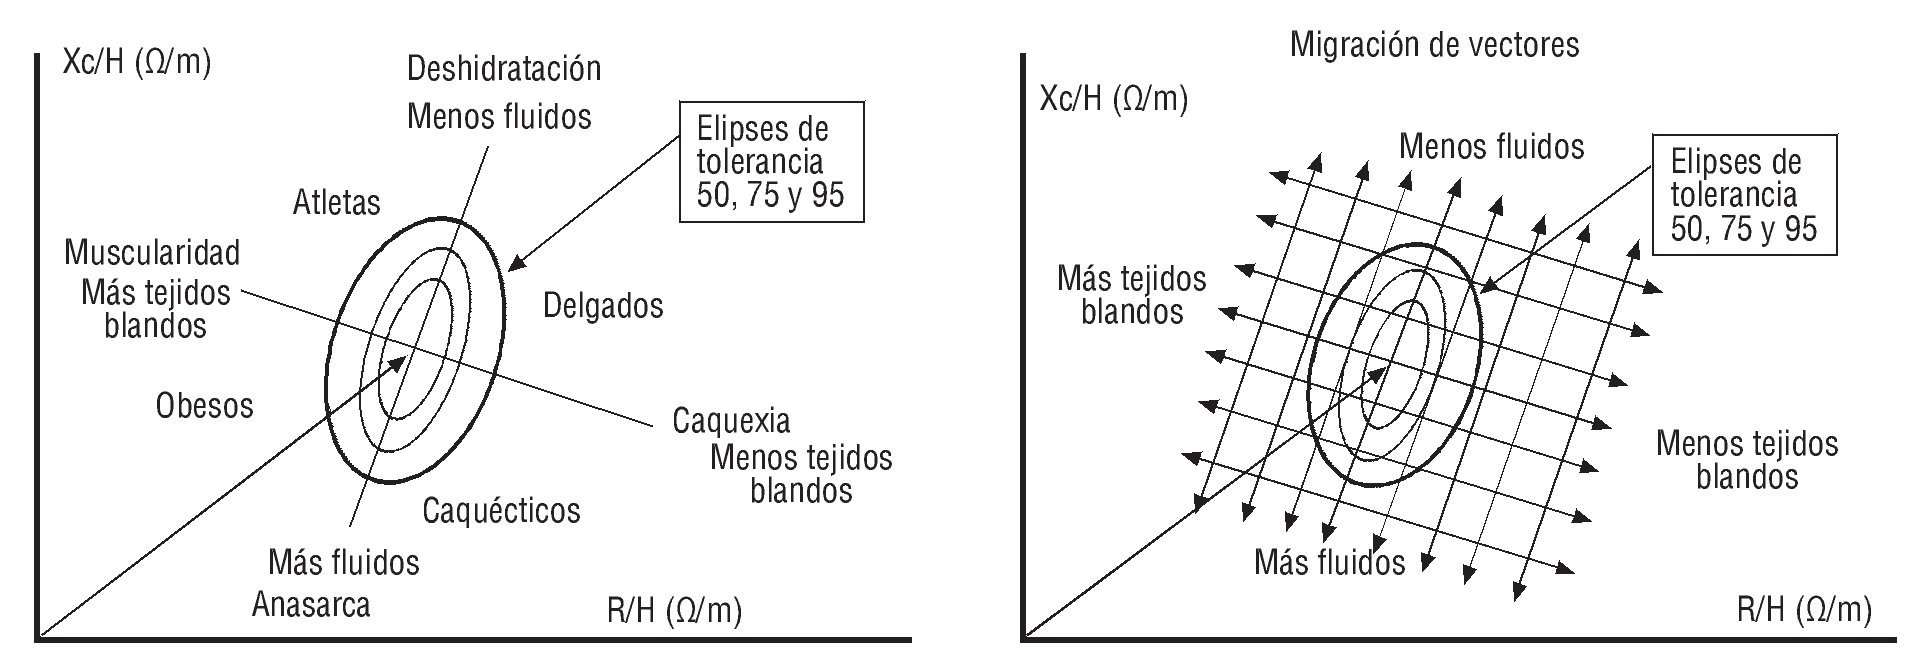 Xc/H (Ω/m)
Deshidratación
Menos fluidos
Elipses de
tolerancia
50, 75 y 95
Atletas
Muscularidad
Más tejidos
blandos
Delgados
Obesos
Caquexia
Menos tejidos
blandos
Caquécticos
Más fluidos
Anasarca
R/H (Ω/m)
Migración de vectores
Xc/H (Ω/m)
Menos fluidos
Elipses de
tolerancia
50, 75 y 95
Más tejidos
blandos
Menos tejidos
blandos
Más fluidos
R/H (Ω/m)